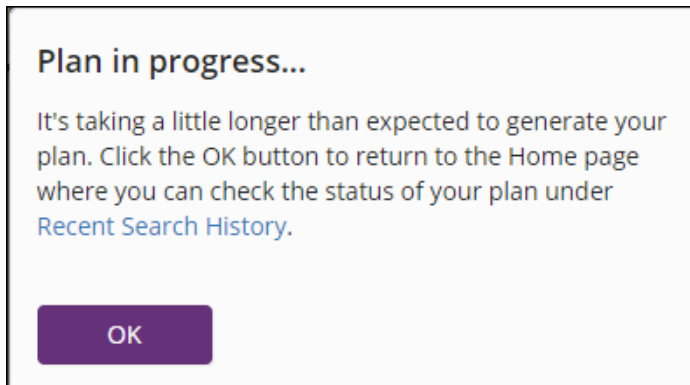 Plan in progress...
It's taking a little longer than expected to generate your
plan. Click the OK button to return to the Home page
where you can check the status of your plan under
Recent Search History.
OK